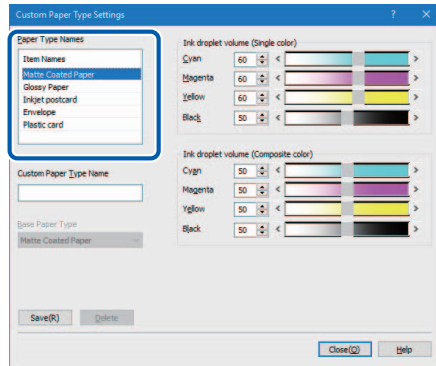 Custom Paper Type Settings ? ×
Paper Type Names
Item Names
Matte Coated Paper
Glossy Paper
Inkjet postcard
Envelope
Plastic card
Custom Paper Type Name
Base Paper Type
Matte Coated Paper
Save(R) Delete
Ink droplet volume (Single color)
Cyan 60 < >
Magenta 60 < >
Yellow 60 < >
Black 50 < >
Ink droplet volume (Composite color)
Cyan 50 < >
Magenta 50 < >
Yellow 50 < >
Black 50 < >
Close(O) Help